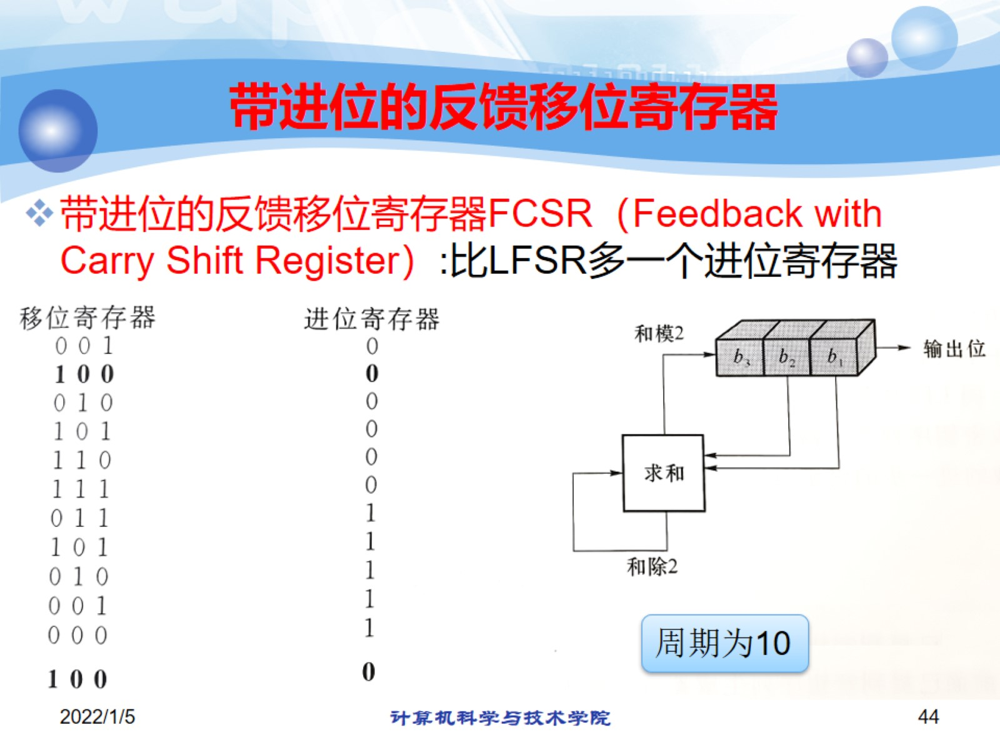 带进位的反馈移位寄存器
带进位的反馈移位寄存器FCSR（Feedback with
Carry Shift Register）:比LFSR多一个进位寄存器
移位寄存器 进位寄存器
0 0 1 0
1 0 0 0
0 1 0 0
1 0 1 0
1 1 0 0
1 1 1 0
0 1 1 1
1 0 1 1
0 1 0 1
0 0 1 1
0 0 0 1
1 0 0 0
和模2
b3 b2 b1
输出位
求和
和除2
周期为10
2022/1/5
计算机科学与技术学院
44